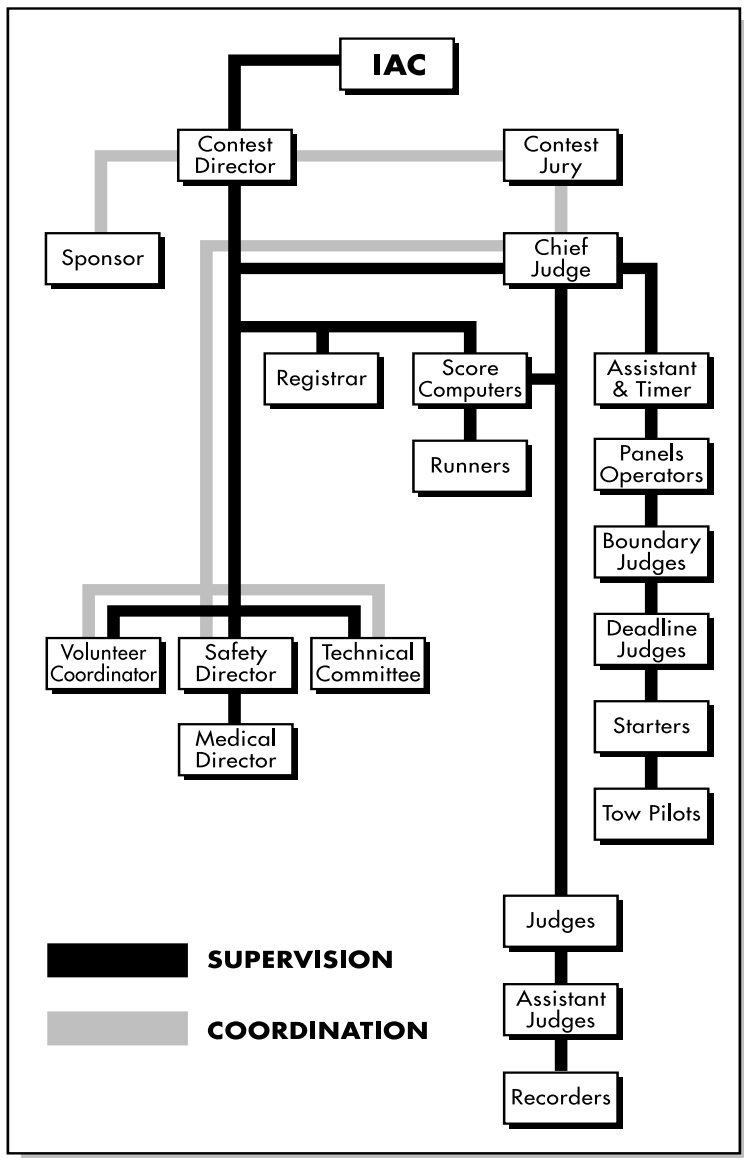 IAC
Contest
Director
Contest
Jury
Sponsor
Chief
Judge
Registrar
Score
Computers
Assistant
& Timer
Runners
Panels
Operators
Boundary
Judges
Deadline
Judges
Volunteer
Coordinator
Safety
Director
Technical
Committee
Starters
Medical
Director
Tow Pilots
Judges
SUPERVISION
Assistant
Judges
COORDINATION
Recorders